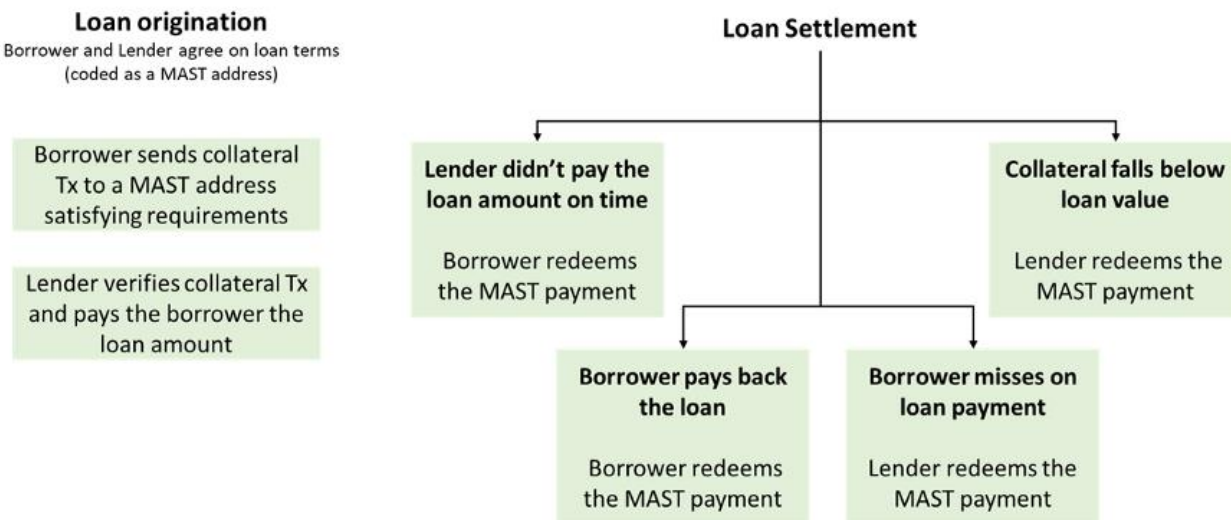 Loan origination
Borrower and Lender agree on loan terms
(coded as a MAST address)
Borrower sends collateral
Tx to a MAST address
satisfying requirements
Lender verifies collateral Tx
and pays the borrower the
loan amount
Loan Settlement
Lender didn’t pay the
loan amount on time
Borrower redeems
the MAST payment
Collateral falls below
loan value
Lender redeems the
MAST payment
Borrower pays back
the loan
Borrower redeems
the MAST payment
Borrower misses on
loan payment
Lender redeems the
MAST payment